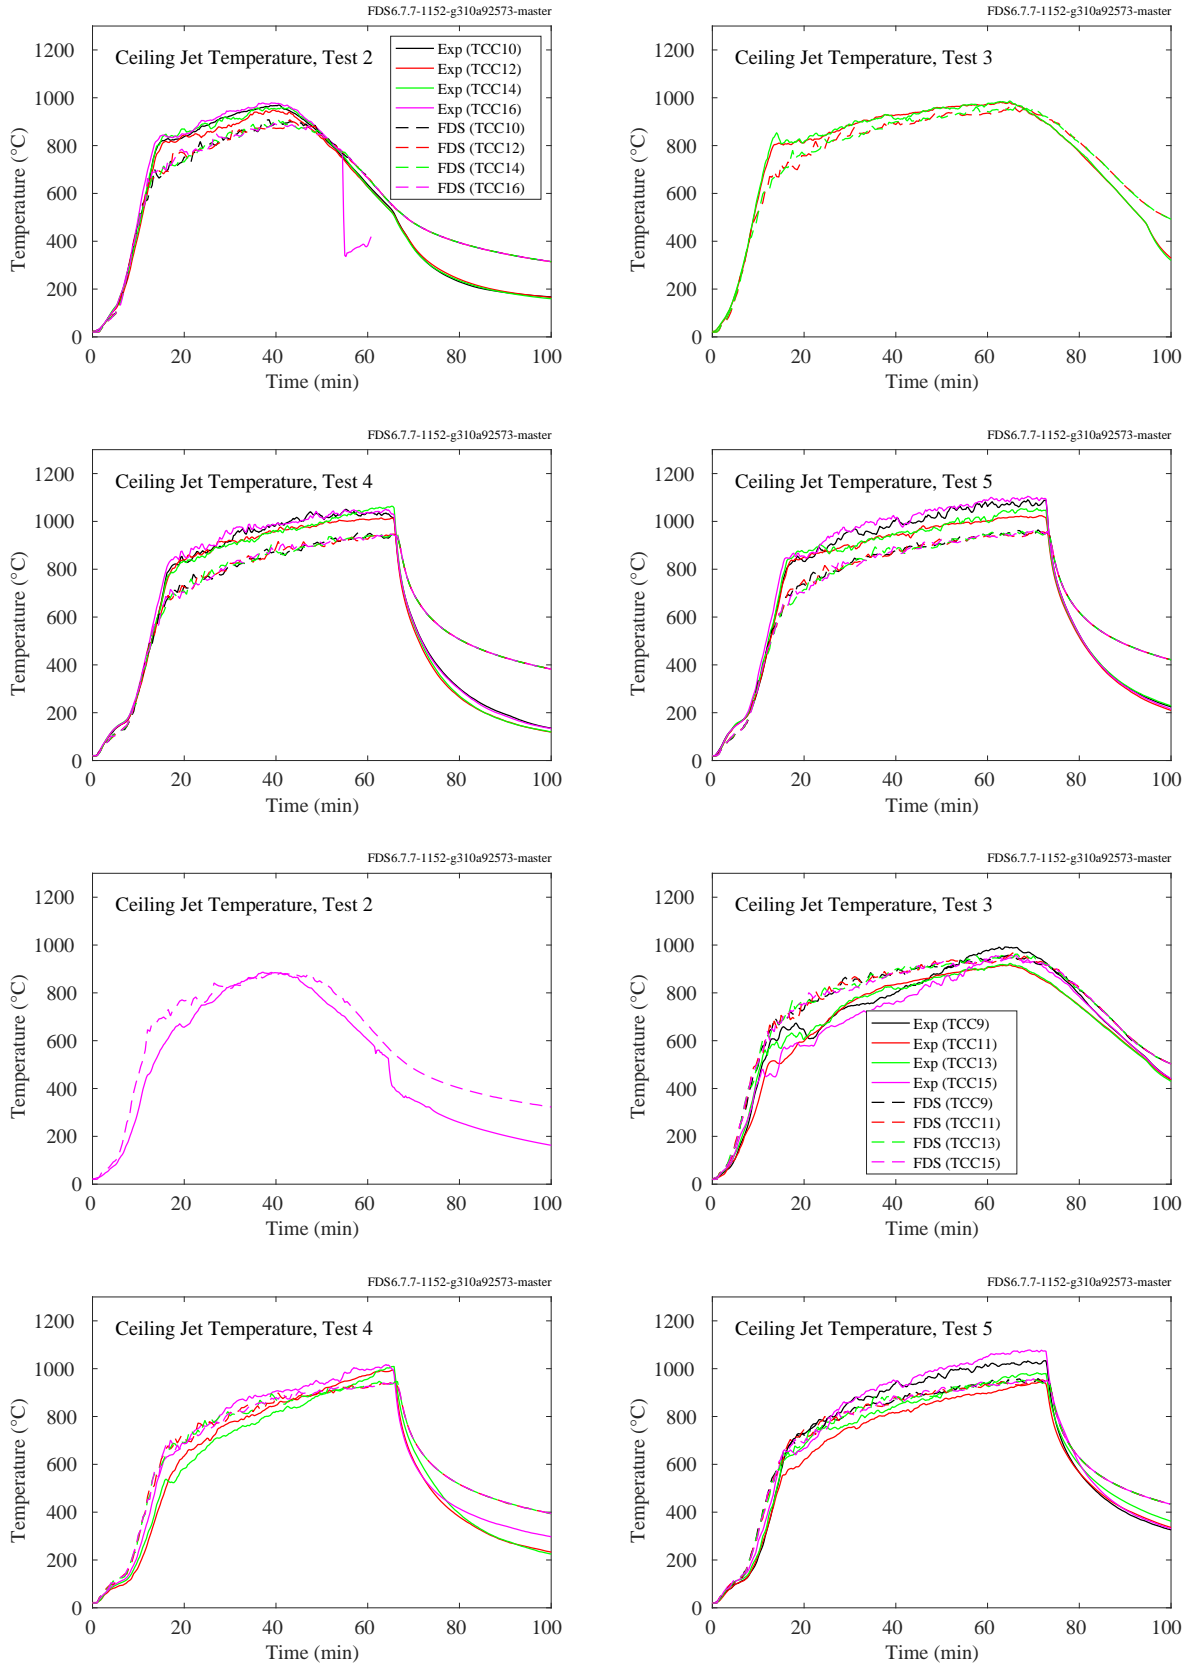 FDS6.7.7-1152-g310a92573-master
Ceiling Jet Temperature, Test 2
Exp (TCC10)
Exp (TCC12)
Exp (TCC14)
Exp (TCC16)
FDS (TCC10)
FDS (TCC12)
FDS (TCC14)
FDS (TCC16)
1200
1000
800
600
400
200
0
Temperature (°C)
0 20 40 60 80 100
Time (min)
FDS6.7.7-1152-g310a92573-master
Ceiling Jet Temperature, Test 3
1200
1000
800
600
400
200
0
Temperature (°C)
0 20 40 60 80 100
Time (min)
FDS6.7.7-1152-g310a92573-master
Ceiling Jet Temperature, Test 4
1200
1000
800
600
400
200
0
Temperature (°C)
0 20 40 60 80 100
Time (min)
FDS6.7.7-1152-g310a92573-master
Ceiling Jet Temperature, Test 5
1200
1000
800
600
400
200
0
Temperature (°C)
0 20 40 60 80 100
Time (min)
FDS6.7.7-1152-g310a92573-master
Ceiling Jet Temperature, Test 2
1200
1000
800
600
400
200
0
Temperature (°C)
0 20 40 60 80 100
Time (min)
FDS6.7.7-1152-g310a92573-master
Ceiling Jet Temperature, Test 3
Exp (TCC9)
Exp (TCC11)
Exp (TCC13)
Exp (TCC15)
FDS (TCC9)
FDS (TCC11)
FDS (TCC13)
FDS (TCC15)
1200
1000
800
600
400
200
0
Temperature (°C)
0 20 40 60 80 100
Time (min)
FDS6.7.7-1152-g310a92573-master
Ceiling Jet Temperature, Test 4
1200
1000
800
600
400
200
0
Temperature (°C)
0 20 40 60 80 100
Time (min)
FDS6.7.7-1152-g310a92573-master
Ceiling Jet Temperature, Test 5
1200
1000
800
600
400
200
0
Temperature (°C)
0 20 40 60 80 100
Time (min)